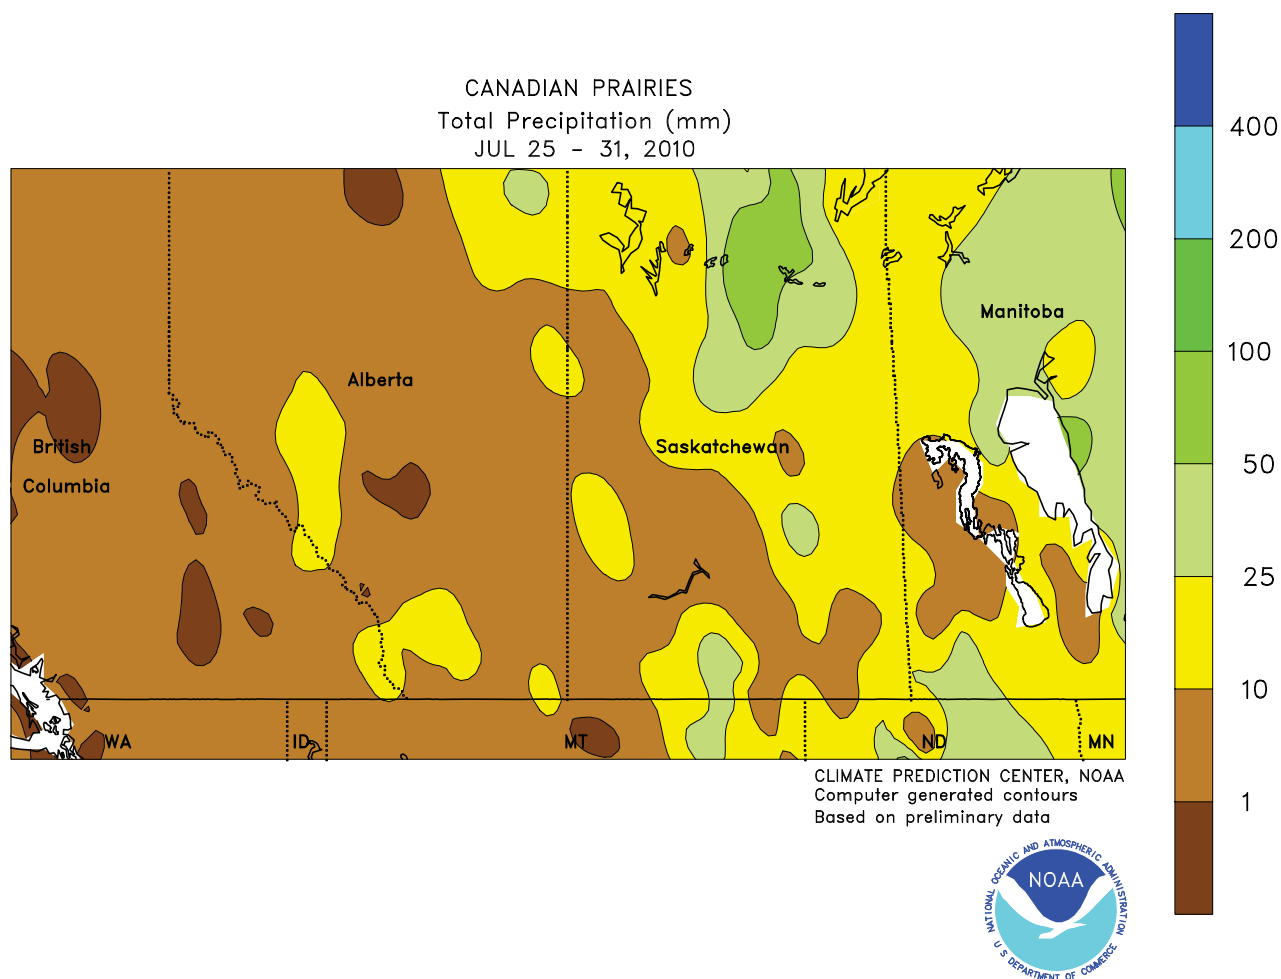 CANADIAN PRAIRIES
Total Precipitation (mm)
JUL 25 - 31, 2010
400
200
100
50
25
10
1
Manitoba
Alberta
Saskatchewan
British
Columbia
WA
ID
MT
ND
MN
CLIMATE PREDICTION CENTER, NOAA
Computer generated contours
Based on preliminary data
NATIONAL OCEANIC AND ATMOSPHERIC ADMINISTRATION
NOAA
U S DEPARTMENT OF COMMERCE